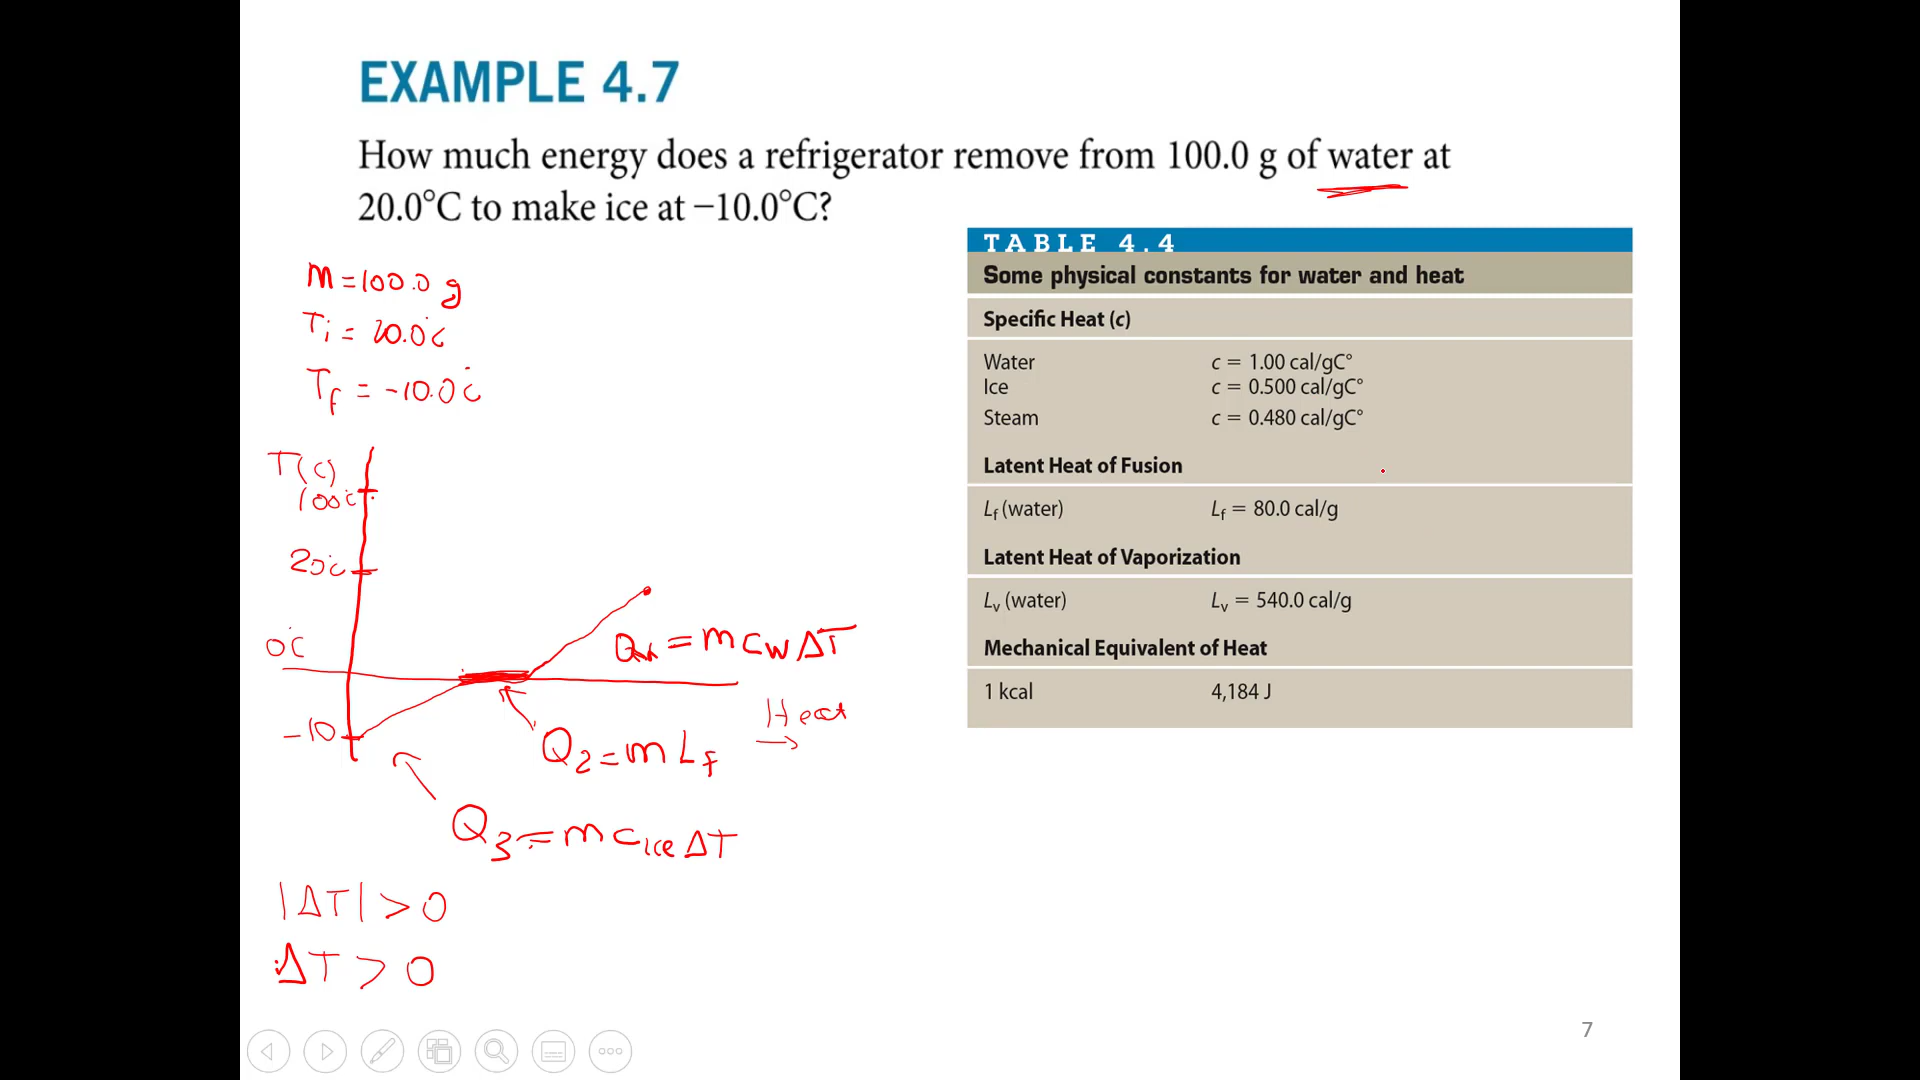 EXAMPLE 4.7
How much energy does a refrigerator remove from 100.0 g of water at
20.0°C to make ice at −10.0°C?
m = 100.0 g
Ti = 20.0°C
Tf = -10.0°C
T(c)
100°C
20°C
0°C
-10
Q = m cw ΔT
Heat
→
Q2 = m Lf
Q3 = m cice ΔT
|ΔT| > 0
ΔT > 0
TABLE 4.4
Some physical constants for water and heat
Specific Heat (c)
Water c = 1.00 cal/gC°
Ice c = 0.500 cal/gC°
Steam c = 0.480 cal/gC°
Latent Heat of Fusion
Lf (water) Lf = 80.0 cal/g
Latent Heat of Vaporization
Lv (water) Lv = 540.0 cal/g
Mechanical Equivalent of Heat
1 kcal 4,184 J
7